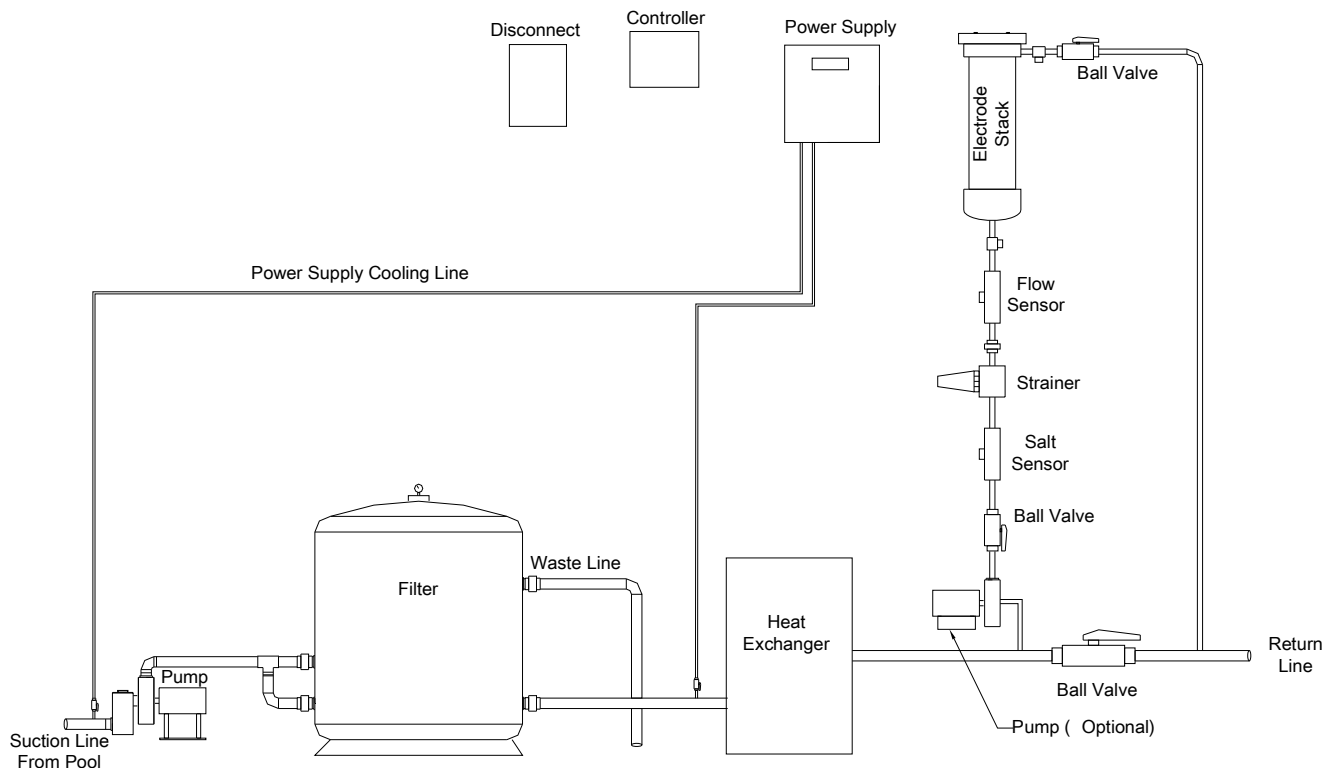 Disconnect
Controller
Power Supply
Ball Valve
Electrode
Stack
Power Supply Cooling Line
Flow
Sensor
Strainer
Salt
Sensor
Ball Valve
Waste Line
Filter
Heat
Exchanger
Return
Line
Pump
Ball Valve
Pump ( Optional)
Suction Line
From Pool